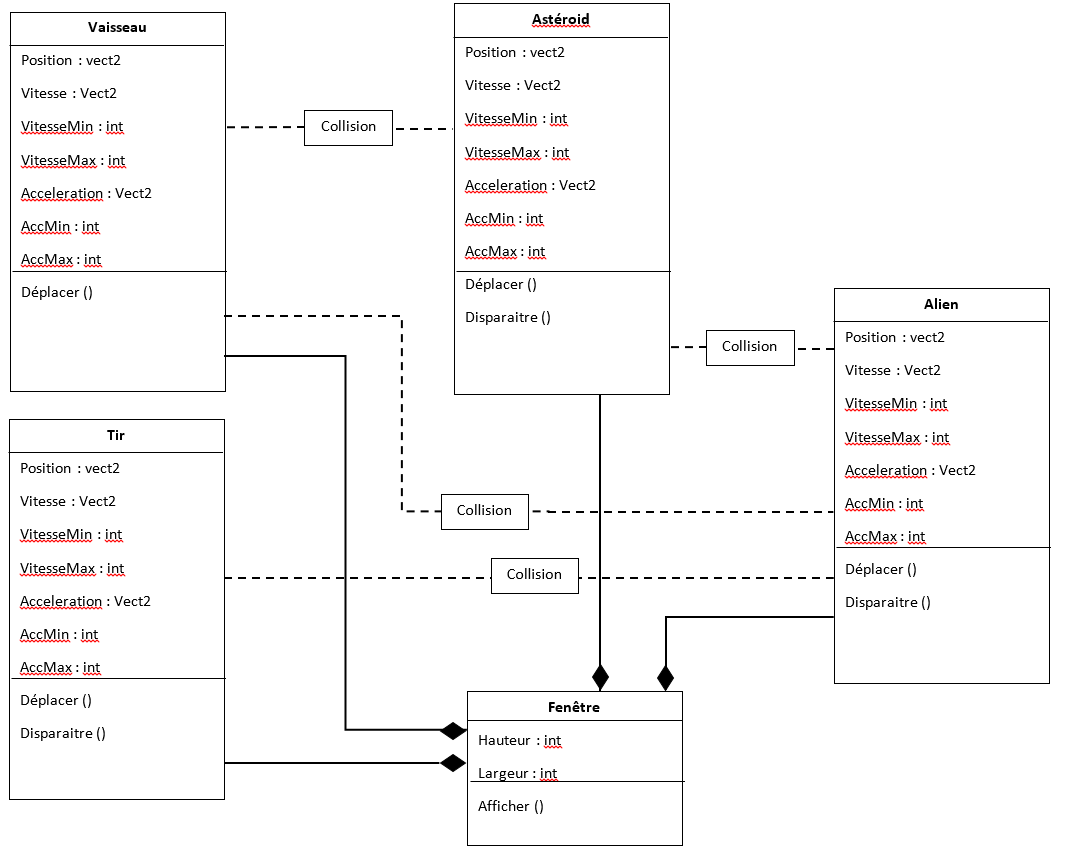 Vaisseau
Position : vect2
Vitesse : Vect2
VitesseMin : int
VitesseMax : int
Acceleration : Vect2
AccMin : int
AccMax : int
Déplacer ()
Astéroid
Position : vect2
Vitesse : Vect2
VitesseMin : int
VitesseMax : int
Acceleration : Vect2
AccMin : int
AccMax : int
Déplacer ()
Disparaitre ()
Collision
Alien
Position : vect2
Vitesse : Vect2
VitesseMin : int
VitesseMax : int
Acceleration : Vect2
AccMin : int
AccMax : int
Déplacer ()
Disparaitre ()
Collision
Tir
Position : vect2
Vitesse : Vect2
VitesseMin : int
VitesseMax : int
Acceleration : Vect2
AccMin : int
AccMax : int
Déplacer ()
Disparaitre ()
Collision
Collision
Fenêtre
Hauteur : int
Largeur : int
Afficher ()